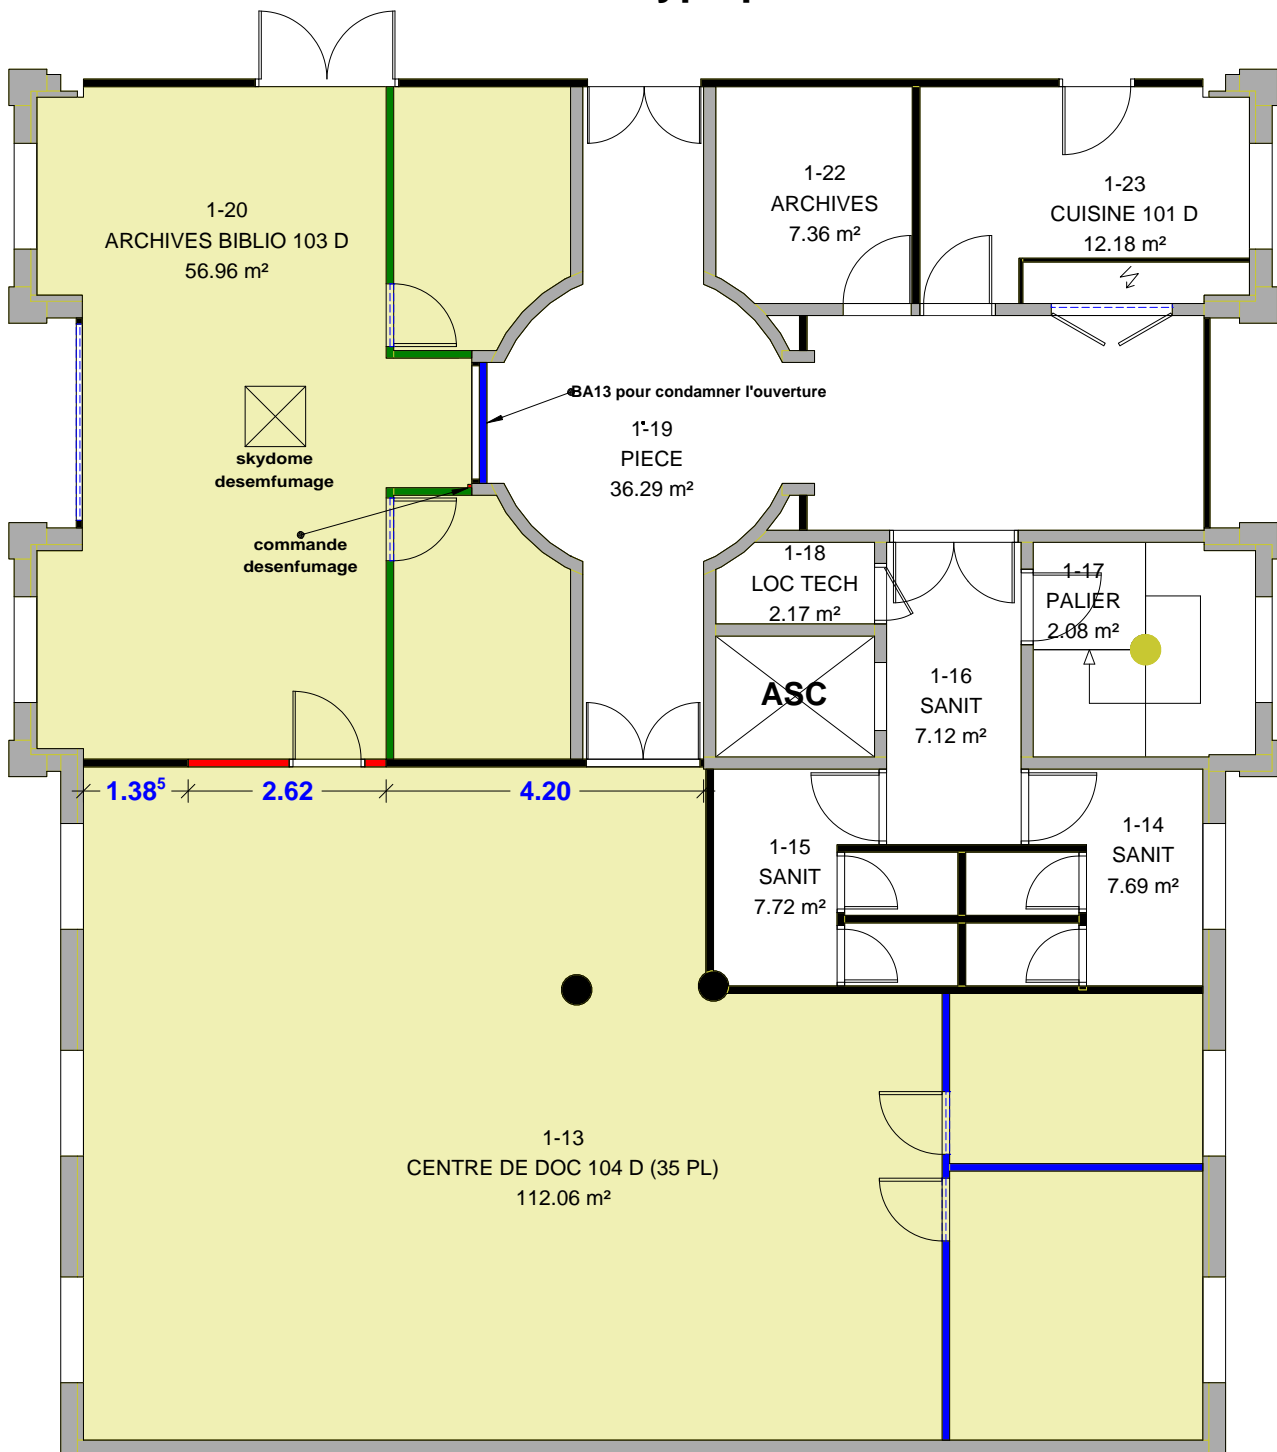 1-20
ARCHIVES BIBLIO 103 D
56.96 m²
1-22
ARCHIVES
7.36 m²
1-23
CUISINE 101 D
12.18 m²
BA13 pour condamner l'ouverture
1-19
PIECE
36.29 m²
skydome
desemfumage
commande
desenfumage
1-18
LOC TECH
2.17 m²
1-17
PALIER
2.08 m²
ASC
1-16
SANIT
7.12 m²
1.38⁵
2.62
4.20
1-15
SANIT
7.72 m²
1-14
SANIT
7.69 m²
1-13
CENTRE DE DOC 104 D (35 PL)
112.06 m²